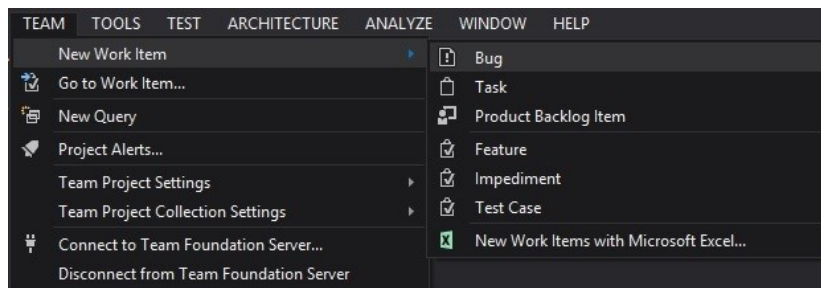 TEAM TOOLS TEST ARCHITECTURE ANALYZE WINDOW HELP
New Work Item
Go to Work Item...
New Query
Project Alerts...
Team Project Settings
Team Project Collection Settings
Connect to Team Foundation Server...
Disconnect from Team Foundation Server
Bug
Task
Product Backlog Item
Feature
Impediment
Test Case
New Work Items with Microsoft Excel...